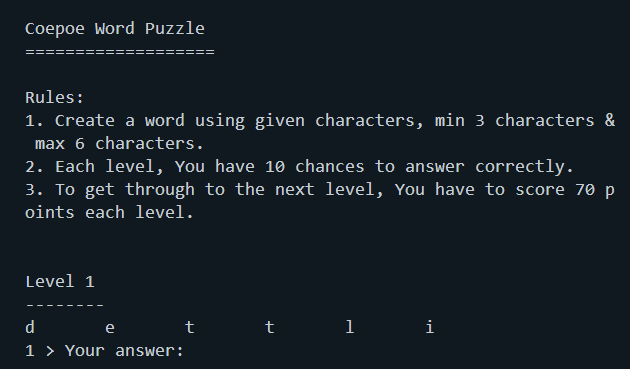 Coepoe Word Puzzle
===================
Rules:
1. Create a word using given characters, min 3 characters &
max 6 characters.
2. Each level, You have 10 chances to answer correctly.
3. To get through to the next level, You have to score 70 p
oints each level.
Level 1
--------
d e t t l i
1 > Your answer: